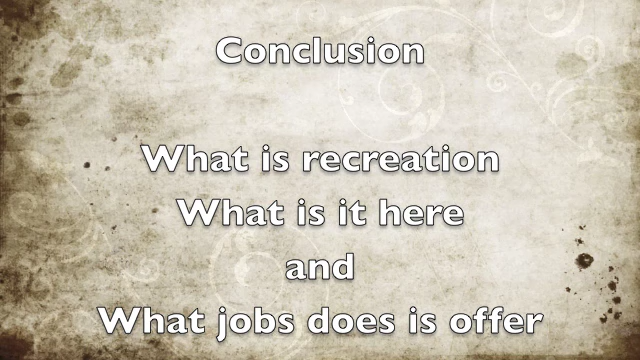 Conclusion
What is recreation
What is it here
and
What jobs does is offer